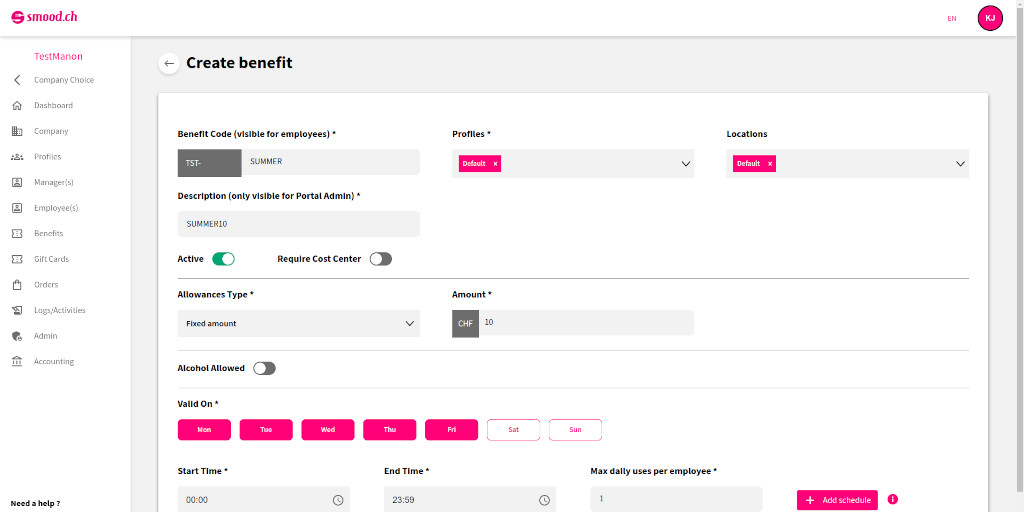 smood.ch
EN
KJ
TestManon
Company Choice
Dashboard
Company
Profiles
Manager(s)
Employee(s)
Benefits
Gift Cards
Orders
Logs/Activities
Admin
Accounting
Need a help ?
Create benefit
Benefit Code (visible for employees) *
TST- SUMMER
Profiles *
Default ×
Locations
Default ×
Description (only visible for Portal Admin) *
SUMMER10
Active
Require Cost Center
Allowances Type *
Fixed amount
Amount *
CHF 10
Alcohol Allowed
Valid On *
Mon Tue Wed Thu Fri Sat Sun
Start Time *
00:00
End Time *
23:59
Max daily uses per employee *
1
+ Add schedule